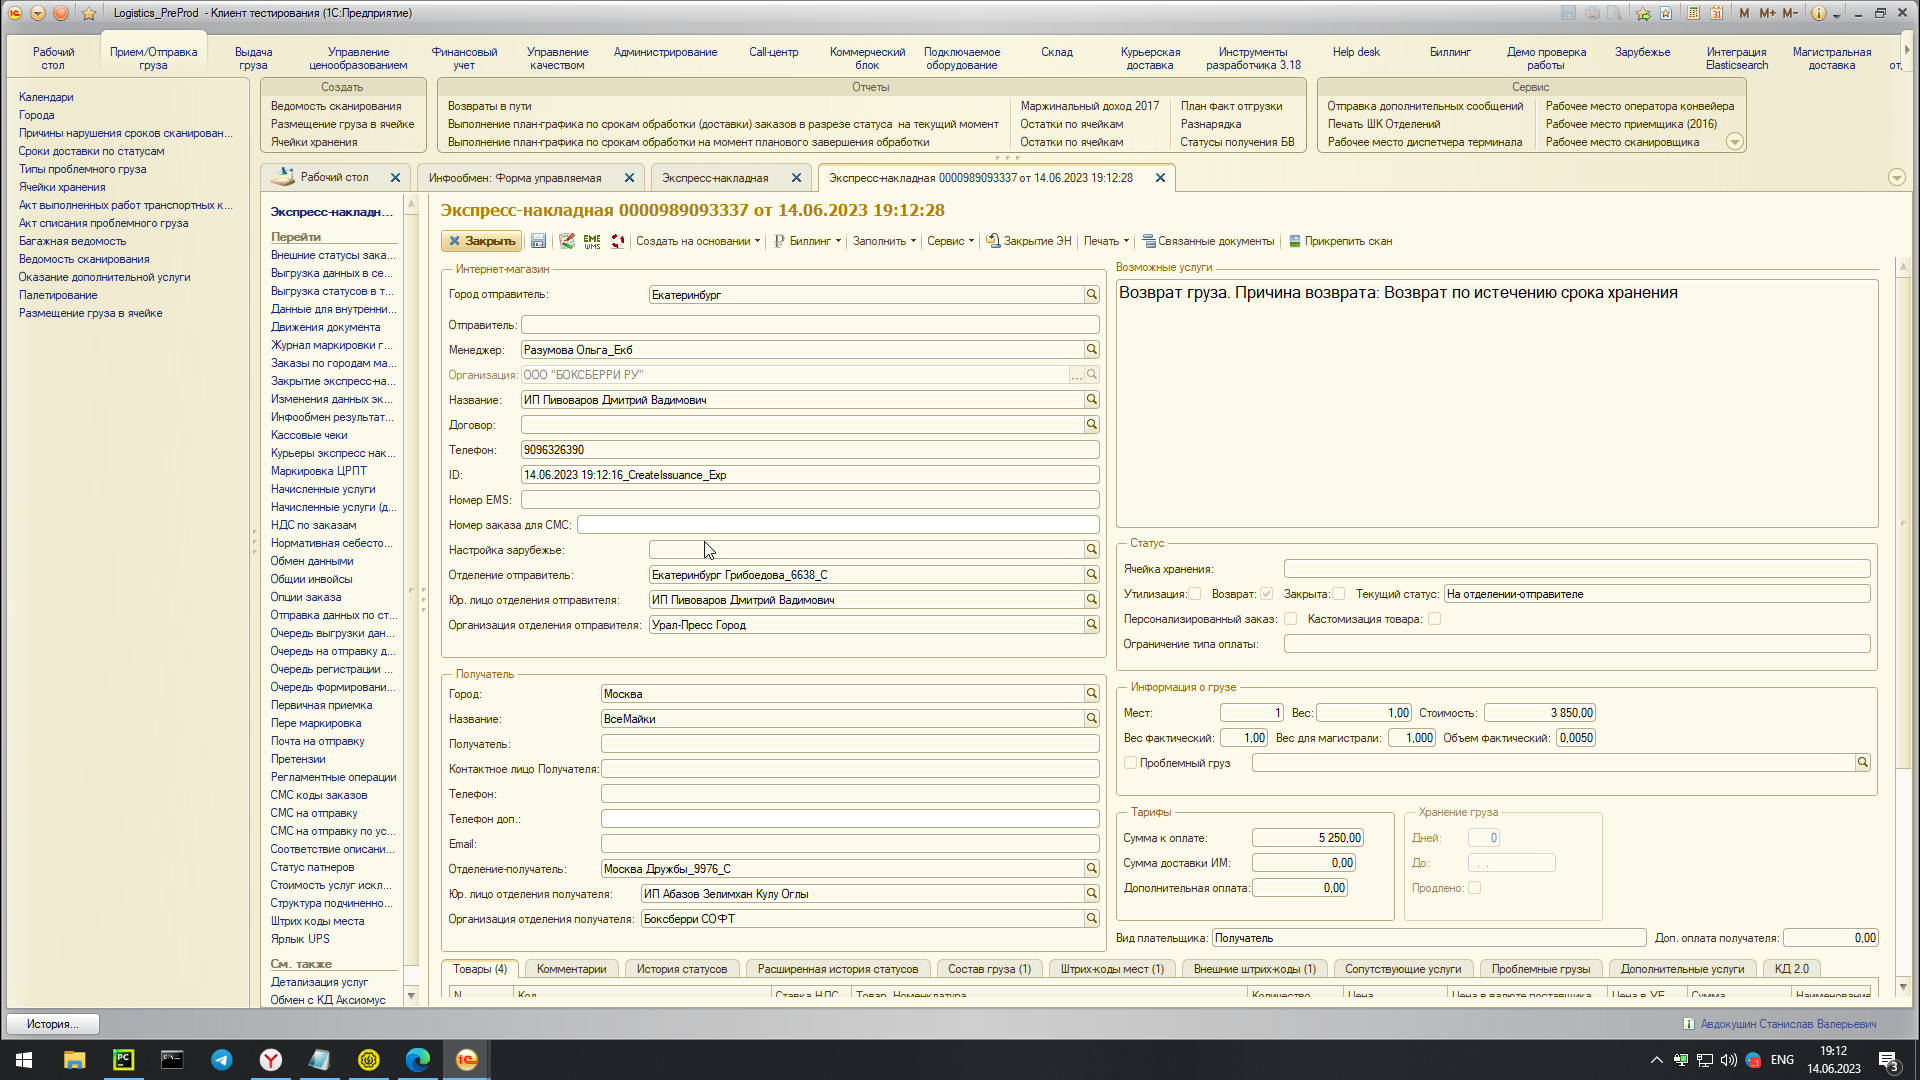 Logistics_PreProd - Клиент тестирования (1С:Предприятие)
M M+ M-
Рабочий стол
Прием/Отправка груза
Выдача груза
Управление ценообразованием
Финансовый учет
Управление качеством
Администрирование
Call-центр
Коммерческий блок
Подключаемое оборудование
Склад
Курьерская доставка
Инструменты разработчика 3.18
Help desk
Биллинг
Демо проверка работы
Зарубежье
Интеграция Elasticsearch
Магистральная доставка
Календари
Города
Причины нарушения сроков сканирован...
Сроки доставки по статусам
Типы проблемного груза
Ячейки хранения
Акт выполненных работ транспортных к...
Акт списания проблемного груза
Багажная ведомость
Ведомость сканирования
Оказание дополнительной услуги
Палетирование
Размещение груза в ячейке
Создать
Ведомость сканирования
Размещение груза в ячейке
Ячейки хранения
Отчеты
Возвраты в пути
Выполнение план-графика по срокам обработки (доставки) заказов в разрезе статуса на текущий момент
Выполнение план-графика по срокам обработки на момент планового завершения обработки
Маржинальный доход 2017
Остатки по ячейкам
Остатки по ячейкам
План факт отгрузки
Разнарядка
Статусы получения БВ
Сервис
Отправка дополнительных сообщений
Печать ШК Отделений
Рабочее место диспетчера терминала
Рабочее место оператора конвейера
Рабочее место приемщика (2016)
Рабочее место сканировщика
Рабочий стол
Инфообмен: Форма управляемая
Экспресс-накладная
Экспресс-накладная 0000989093337 от 14.06.2023 19:12:28
Экспресс-накладн...
Перейти
Внешние статусы зака...
Выгрузка данных в се...
Выгрузка статусов в т...
Данные для внутренни...
Движения документа
Журнал маркировки г...
Заказы по городам ма...
Закрытие экспресс-на...
Изменения данных эк...
Инфообмен результат...
Кассовые чеки
Курьеры экспресс нак...
Маркировка ЦРПТ
Начисленные услуги
Начисленные услуги (д...
НДС по заказам
Нормативная себесто...
Обмен данными
Общии инвойсы
Опции заказа
Отправка данных по ст...
Очередь выгрузки дан...
Очередь на отправку д...
Очередь регистрации ...
Очередь формировани...
Первичная приемка
Пере маркировка
Почта на отправку
Претензии
Регламентные операции
СМС коды заказов
СМС на отправку
СМС на отправку по ус...
Соответствие описани...
Статус патнеров
Стоимость услуг искл...
Структура подчиненно...
Штрих коды места
Ярлык UPS
См. также
Детализация услуг
Обмен с КД Аксиомус
Экспресс-накладная 0000989093337 от 14.06.2023 19:12:28
Закрыть
EME WMS
Создать на основании
Биллинг
Заполнить
Сервис
Закрытие ЭН
Печать
Связанные документы
Прикрепить скан
Интернет-магазин
Город отправитель: Екатеринбург
Отправитель:
Менеджер: Разумова Ольга_Екб
Организация: ООО "БОКСБЕРРИ РУ"
Название: ИП Пивоваров Дмитрий Вадимович
Договор:
Телефон: 9096326390
ID: 14.06.2023 19:12:16_CreateIssuance_Exp
Номер EMS:
Номер заказа для СМС:
Настройка зарубежье:
Отделение отправитель: Екатеринбург Грибоедова_6638_С
Юр. лицо отделения отправителя: ИП Пивоваров Дмитрий Вадимович
Организация отделения отправителя: Урал-Пресс Город
Получатель
Город: Москва
Название: ВсеМайки
Получатель:
Контактное лицо Получателя:
Телефон:
Телефон доп.:
Email:
Отделение-получатель: Москва Дружбы_9976_С
Юр. лицо отделения получателя: ИП Абазов Зелимхан Кулу Оглы
Организация отделения получателя: Боксберри СОФТ
Возможные услуги
Возврат груза. Причина возврата: Возврат по истечению срока хранения
Статус
Ячейка хранения:
Утилизация: Возврат: Закрыта: Текущий статус: На отделении-отправителе
Персонализированный заказ: Кастомизация товара:
Ограничение типа оплаты:
Информация о грузе
Мест: 1 Вес: 1,00 Стоимость: 3 850,00
Вес фактический: 1,00 Вес для магистрали: 1,000 Объем фактический: 0,0050
Проблемный груз
Тарифы
Сумма к оплате: 5 250,00
Сумма доставки ИМ: 0,00
Дополнительная оплата: 0,00
Хранение груза
Дней: 0
До: . .
Продлено:
Вид плательщика: Получатель Доп. оплата получателя: 0,00
Товары (4)
Комментарии
История статусов
Расширенная история статусов
Состав груза (1)
Штрих-коды мест (1)
Внешние штрих-коды (1)
Сопутствующие услуги
Проблемные грузы
Дополнительные услуги
КД 2.0
N Код Ставка НДС Товар, Номенклатура Количество Цена Цена в валюте поставщика Цена в УЕ Сумма Наименование
История...
Авдокушин Станислав Валерьевич
ENG
19:12
14.06.2023
3